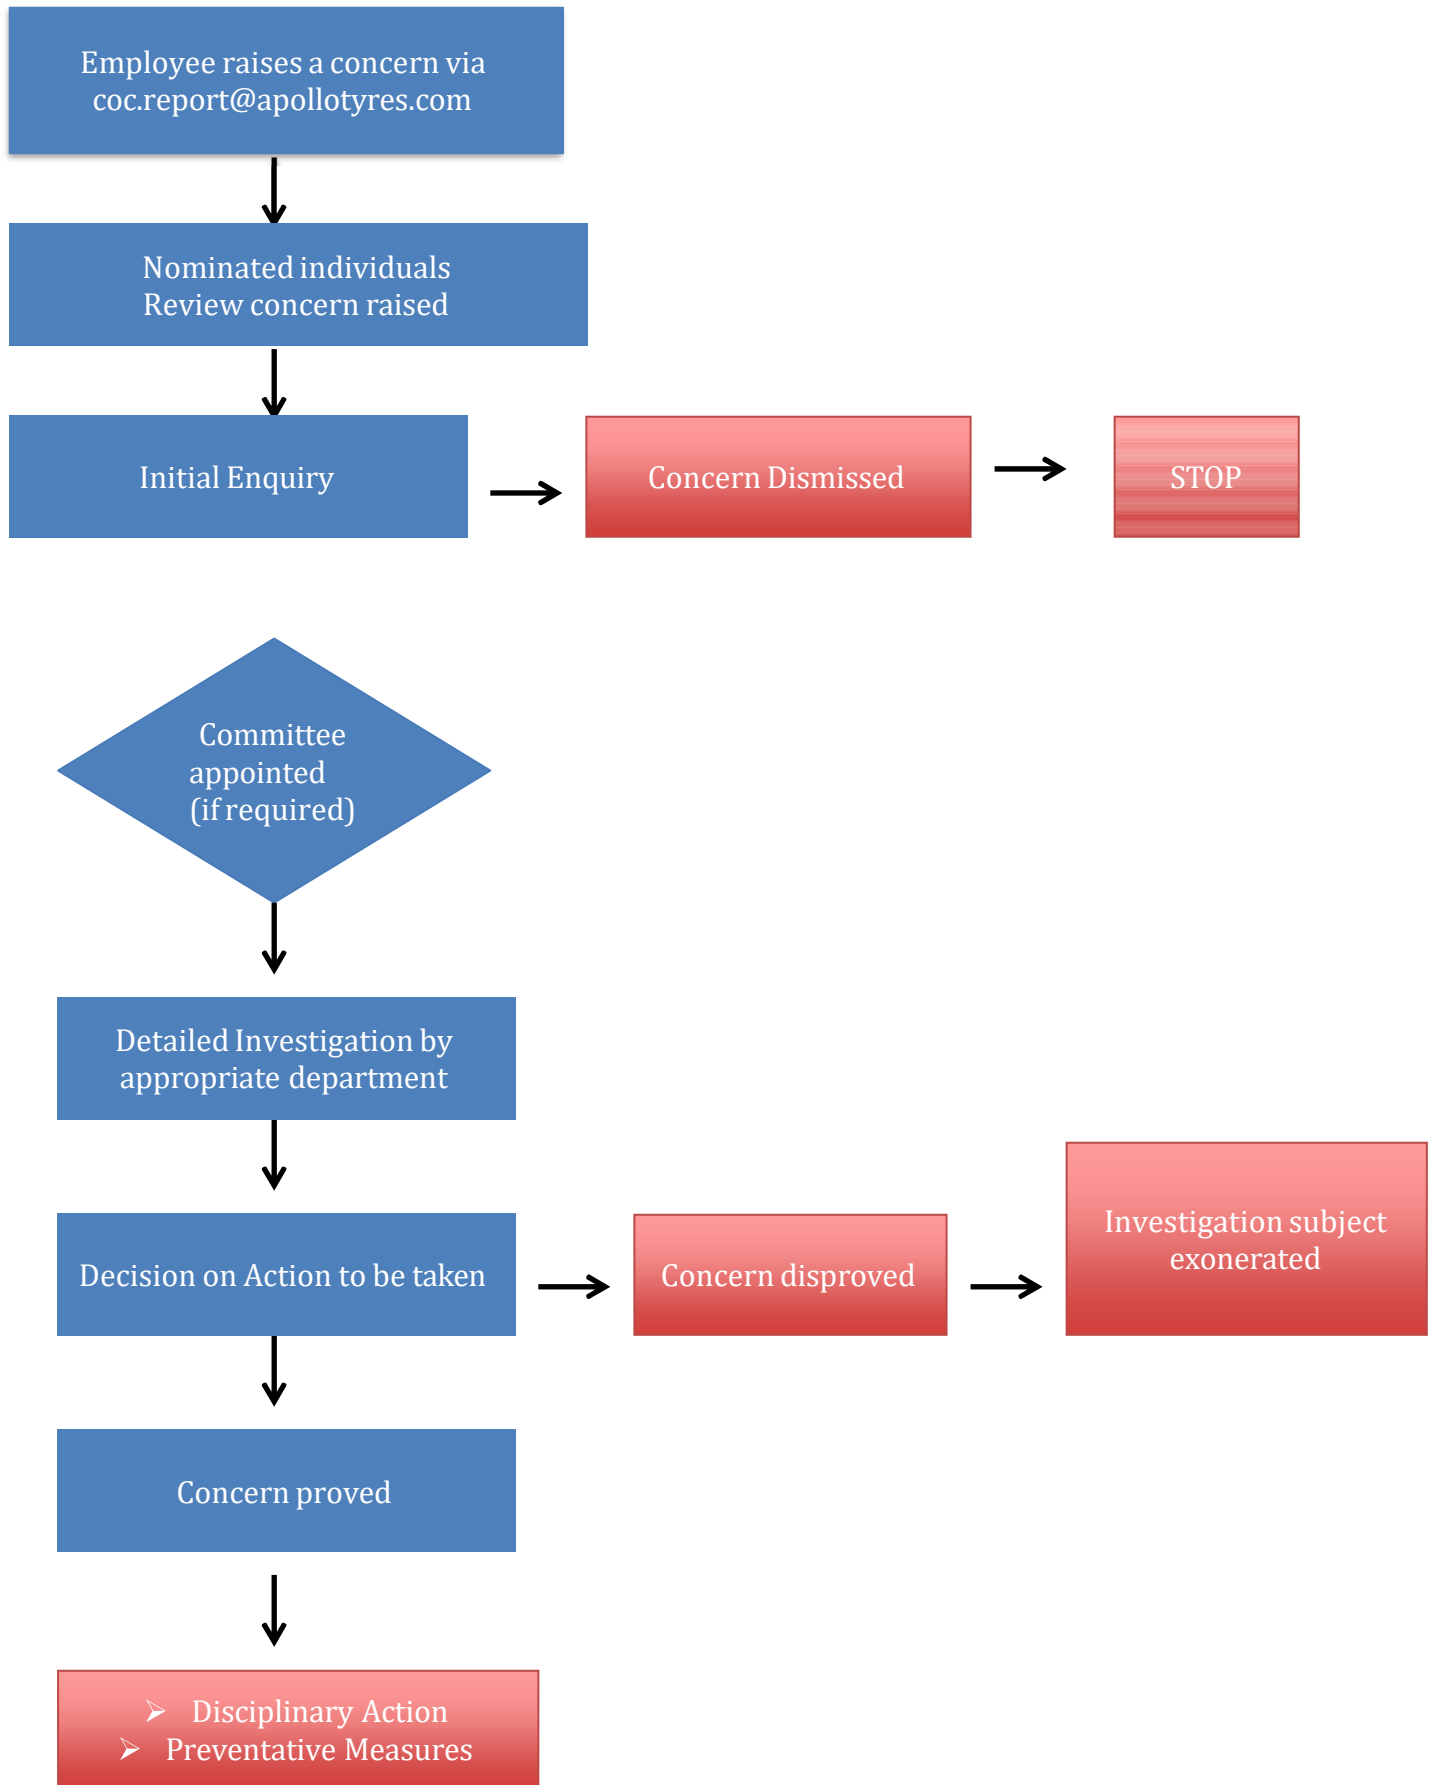 Employee raises a concern via
coc.report@apollotyres.com
Nominated individuals
Review concern raised
Initial Enquiry
Concern Dismissed
STOP
Committee
appointed
(if required)
Detailed Investigation by
appropriate department
Decision on Action to be taken
Concern disproved
Investigation subject
exonerated
Concern proved
➢ Disciplinary Action
➢ Preventative Measures